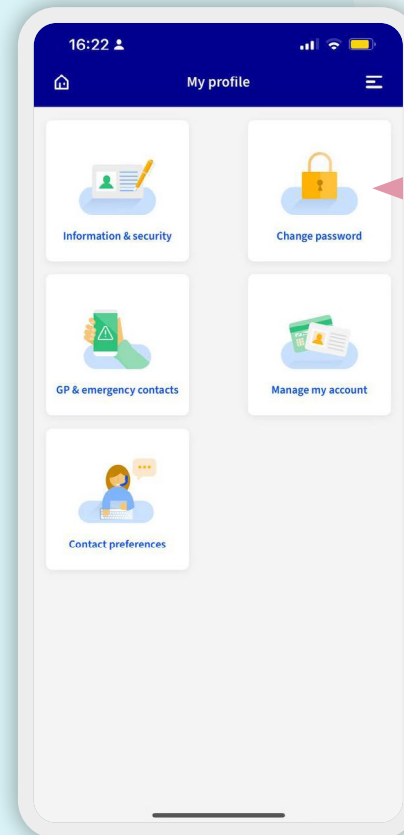 16:22
My profile
Information & security
Change password
GP & emergency contacts
Manage my account
Contact preferences